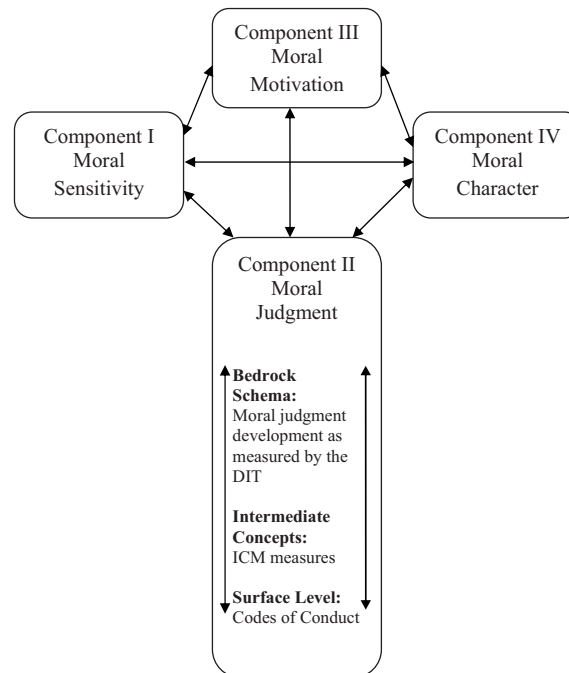 Component III
Moral
Motivation
Component I
Moral
Sensitivity
Component IV
Moral
Character
Component II
Moral
Judgment
Bedrock
Schema:
Moral judgment
development as
measured by the
DIT
Intermediate
Concepts:
ICM measures
Surface Level:
Codes of Conduct